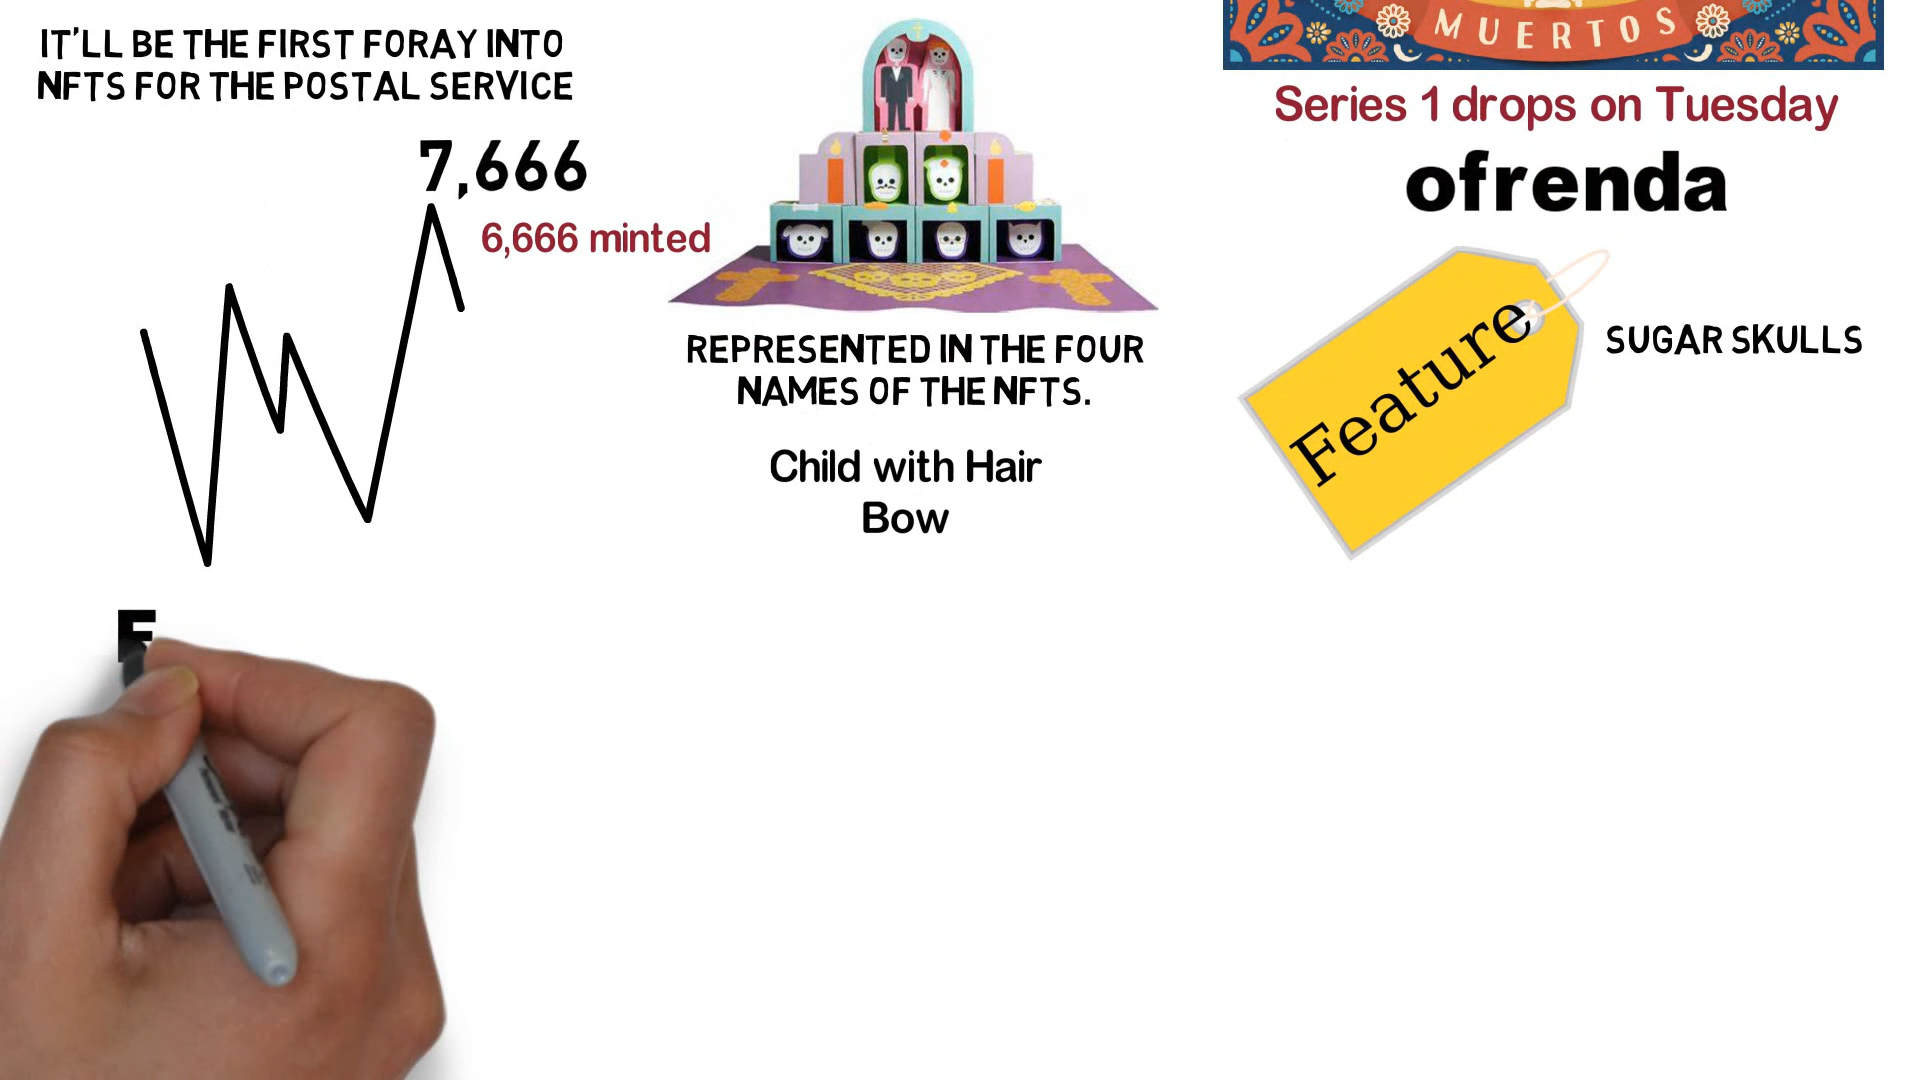 IT'LL BE THE FIRST FORAY INTO
NFTS FOR THE POSTAL SERVICE
7,666
6,666 minted
REPRESENTED IN THE FOUR
NAMES OF THE NFTS.
Child with Hair
Bow
MUERTOS
Series 1 drops on Tuesday
ofrenda
Feature
SUGAR SKULLS